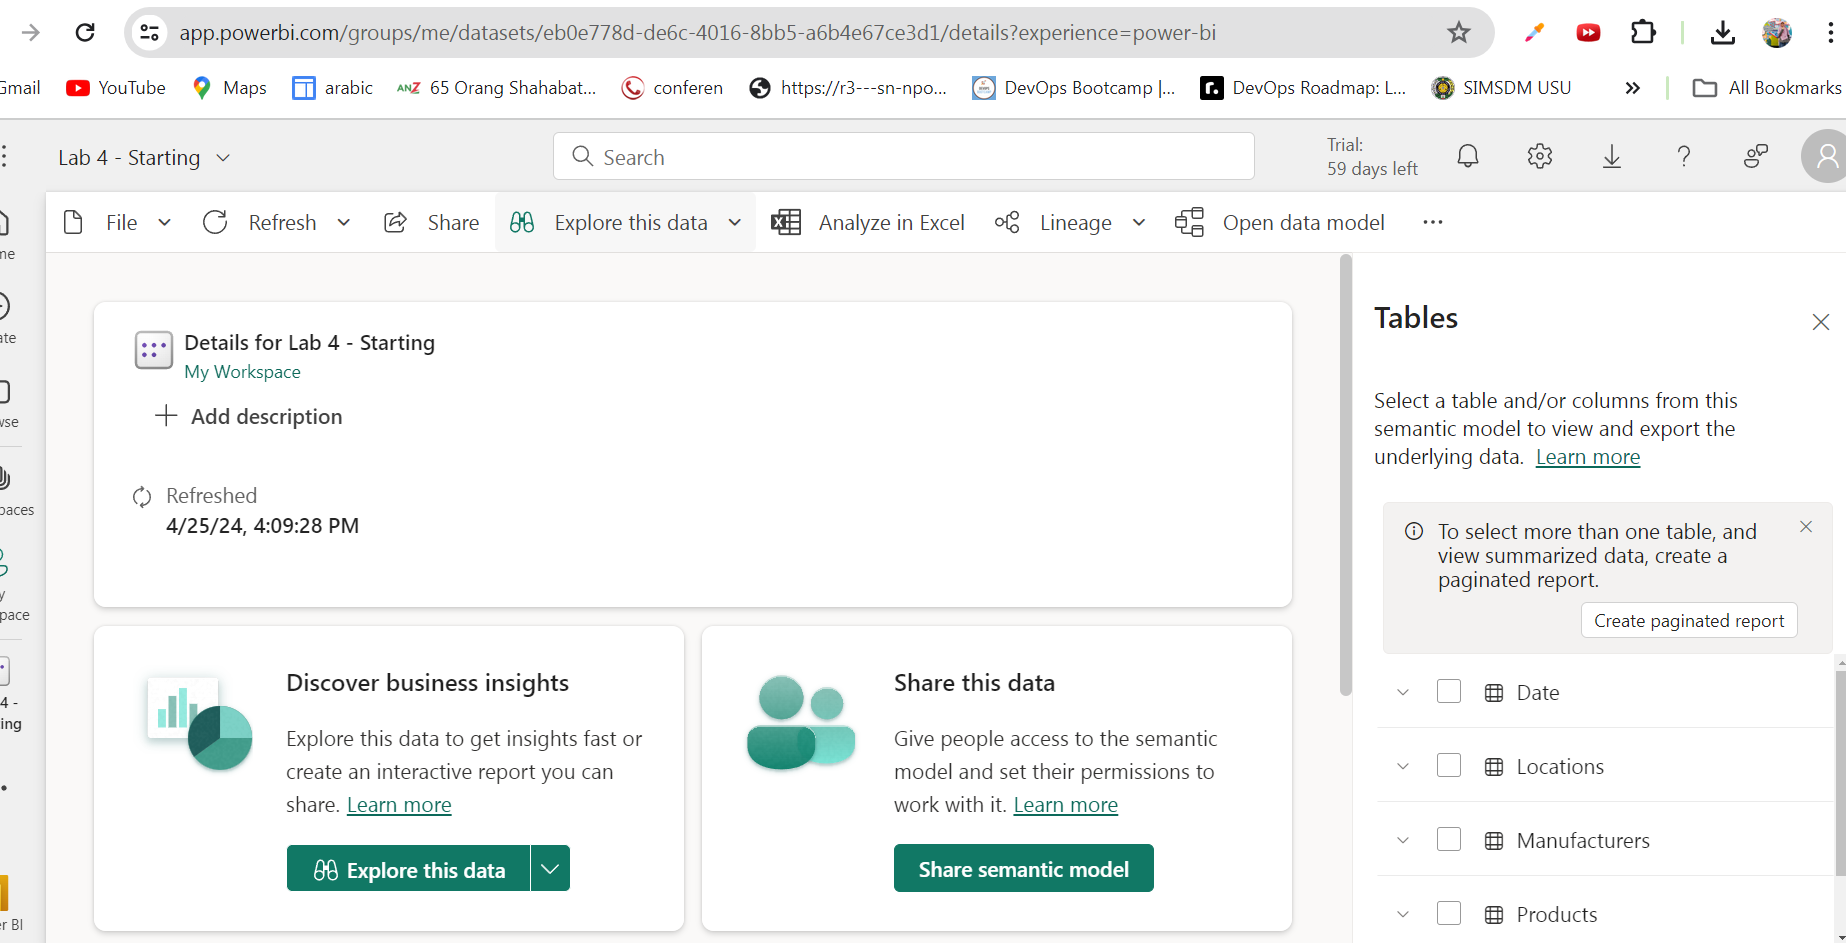 app.powerbi.com/groups/me/datasets/eb0e778d-de6c-4016-8bb5-a6b4e67ce3d1/details?experience=power-bi
Gmail YouTube Maps arabic ANZ 65 Orang Shahabat... conferen https://r3---sn-npo... DevOps Bootcamp |... r. DevOps Roadmap: L... SIMSDM USU » All Bookmarks
Lab 4 - Starting Search Trial:
59 days left
File Refresh Share Explore this data Analyze in Excel Lineage Open data model ...
me
ate
wse
paces
y
pace
4 -
ing
er BI
Details for Lab 4 - Starting
My Workspace
Add description
Refreshed
4/25/24, 4:09:28 PM
Discover business insights
Explore this data to get insights fast or
create an interactive report you can
share. Learn more
Explore this data
Share this data
Give people access to the semantic
model and set their permissions to
work with it. Learn more
Share semantic model
Tables
Select a table and/or columns from this
semantic model to view and export the
underlying data. Learn more
To select more than one table, and
view summarized data, create a
paginated report.
Create paginated report
Date
Locations
Manufacturers
Products